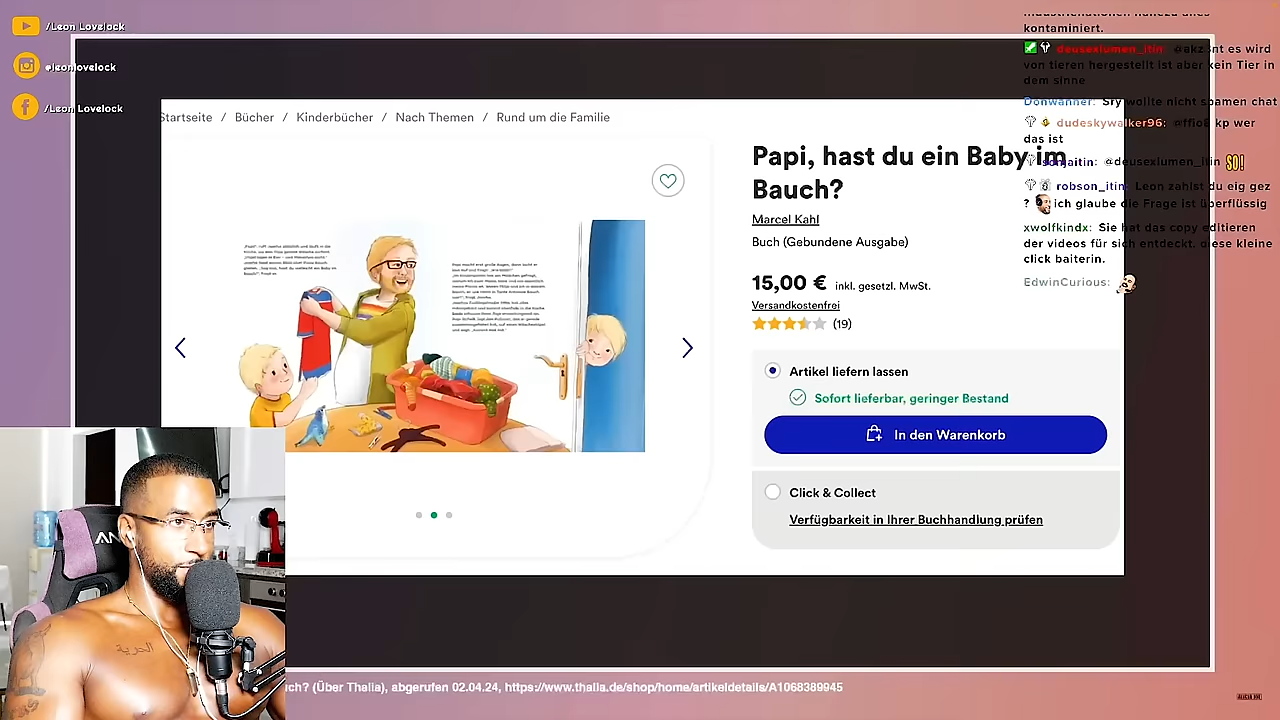 /Leon Lovelock
@leonlovelock
/Leon Lovelock
Startseite / Bücher / Kinderbücher / Nach Themen / Rund um die Familie
Papi, hast du ein Baby im
Bauch?
Marcel Kahl
Buch (Gebundene Ausgabe)
15,00 € inkl. gesetzl. MwSt.
Versandkostenfrei
(19)
Artikel liefern lassen
Sofort lieferbar, geringer Bestand
In den Warenkorb
Click & Collect
Verfügbarkeit in Ihrer Buchhandlung prüfen
kontaminiert.
deusexlumen_itin: @akz3nt es wird
von tieren hergestellt ist aber kein Tier in
dem sinne
Donwanner: Sry wollte nicht spamen chat
dudeskywalker96: kp wer
das ist
@deusexlumen_itin SO!
robson_itin: Leon zahlst du eig gez
? ich glaube die Frage ist überflüssig
xwolfkindx: Sie hat das copy editieren
der videos für sich entdeckt. diese kleine
click baiterin.
EdwinCurious:
AN
الحرية
uch? (Über Thalia), abgerufen 02.04.24, https://www.thalia.de/shop/home/artikeldetails/A1068389945